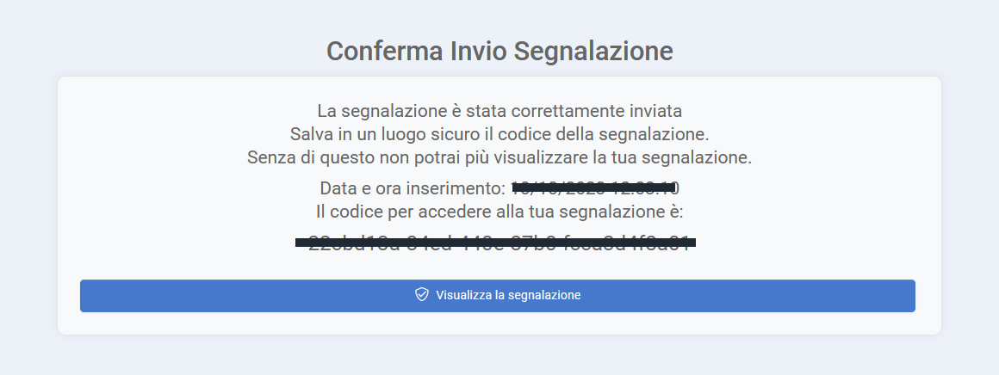 Conferma Invio Segnalazione
La segnalazione è stata correttamente inviata
Salva in un luogo sicuro il codice della segnalazione.
Senza di questo non potrai più visualizzare la tua segnalazione.
Data e ora inserimento:
Il codice per accedere alla tua segnalazione è:
Visualizza la segnalazione